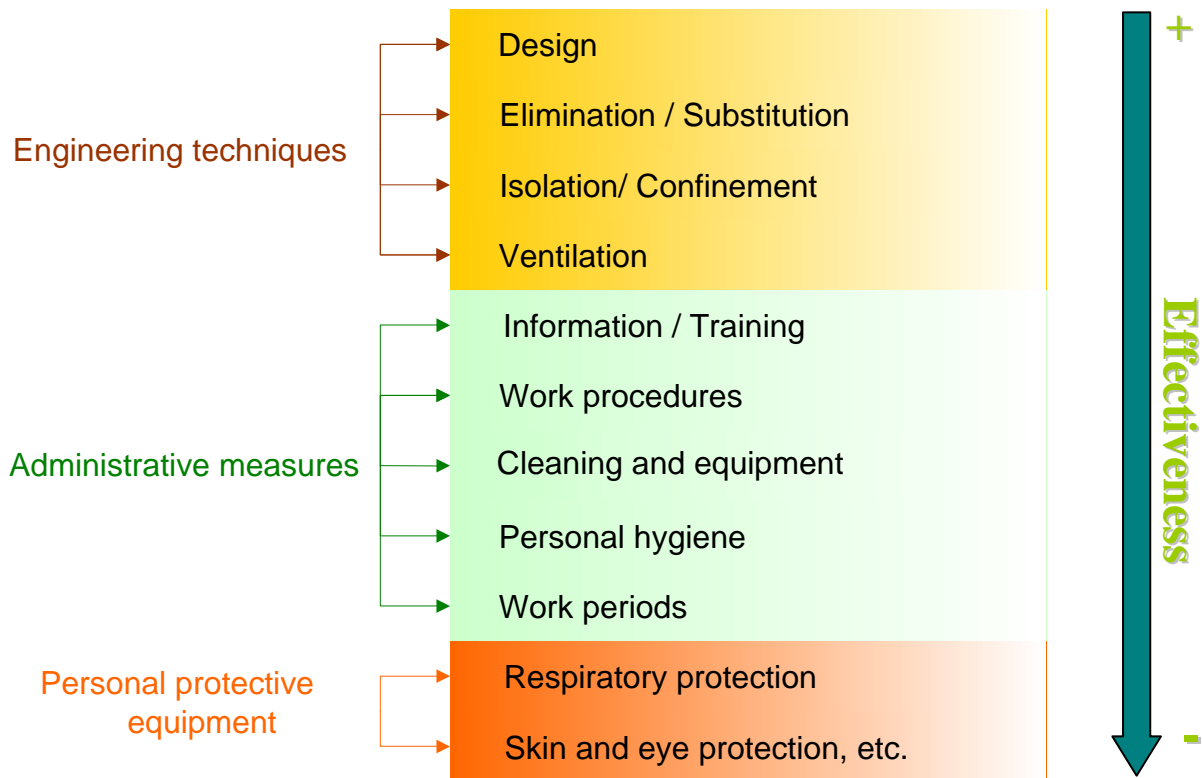 Engineering techniques
Design
Elimination / Substitution
Isolation/ Confinement
Ventilation
Administrative measures
Information / Training
Work procedures
Cleaning and equipment
Personal hygiene
Work periods
Personal protective
equipment
Respiratory protection
Skin and eye protection, etc.
+
Effectiveness
-